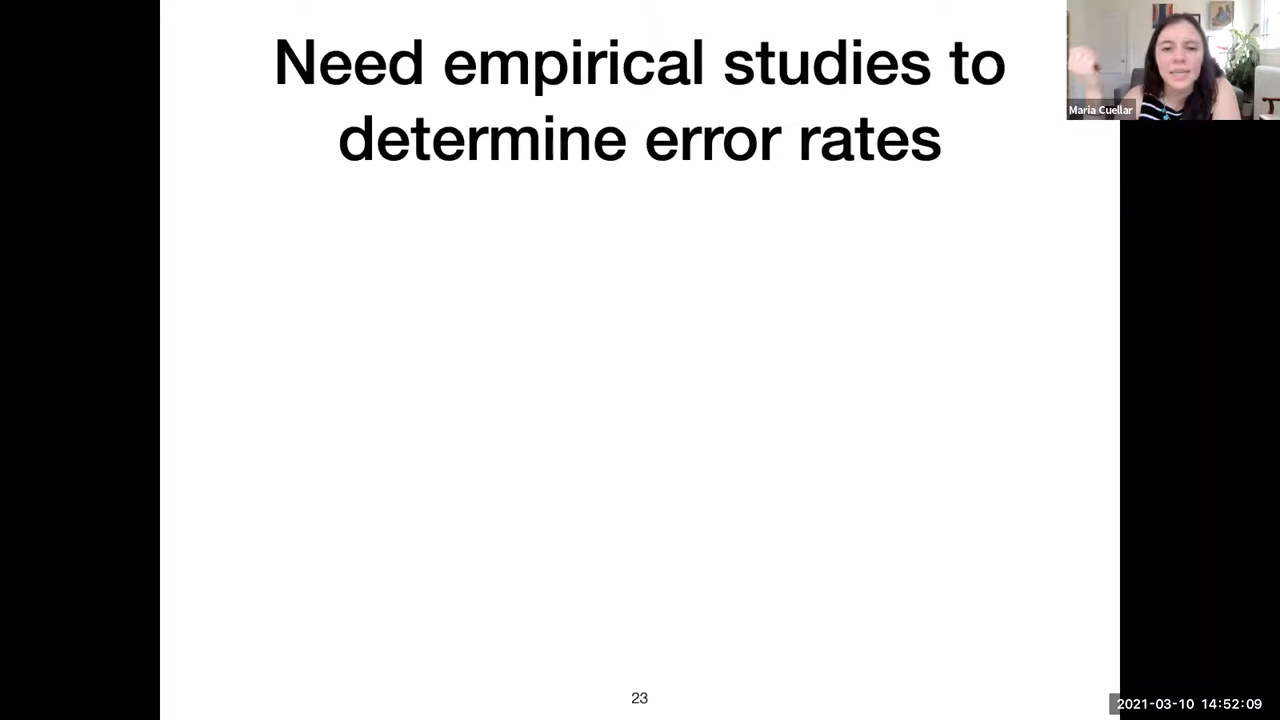 Need empirical studies to
determine error rates
Maria Cuellar
23
2021-03-10 14:52:09